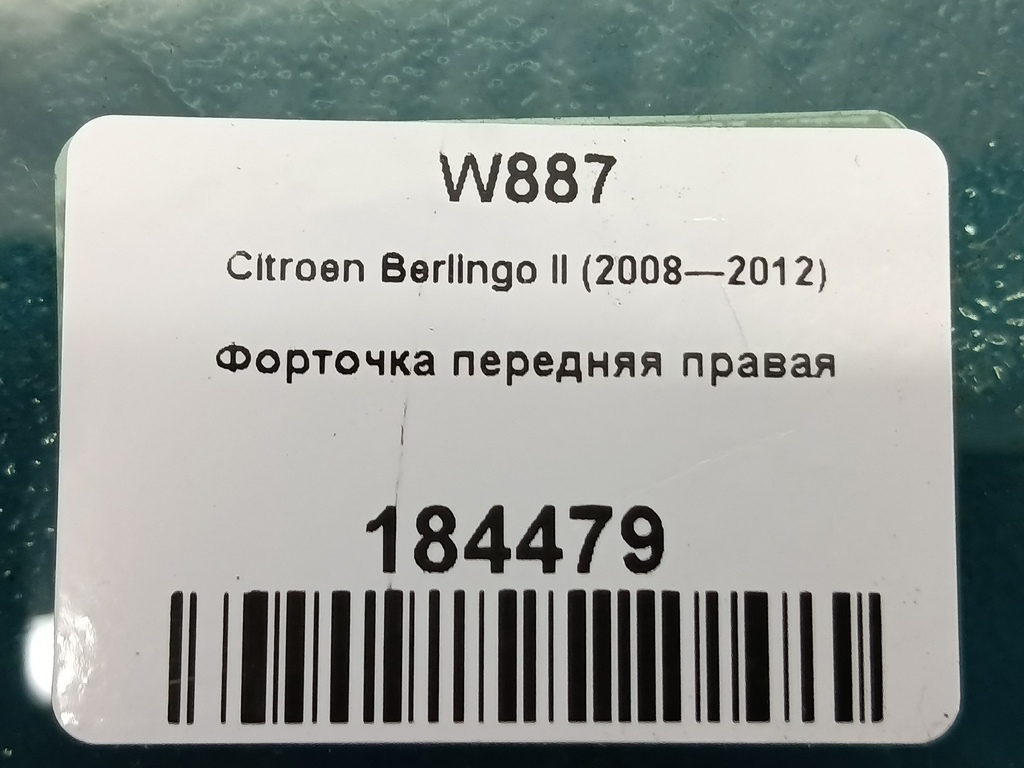 W887
Citroen Berlingo II (2008—2012)
Форточка передняя правая
184479